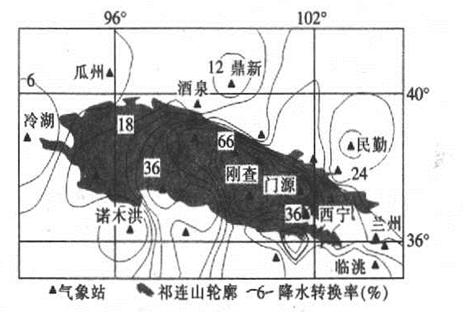 96°
102°
瓜州
12 鼎新
6
酒泉
40°
冷湖
18
66
民勤
36
刚查
门源
24
诺木洪
36
西宁
兰州
36°
临洮
▲气象站
祁连山轮廓
-6-降水转换率(%)